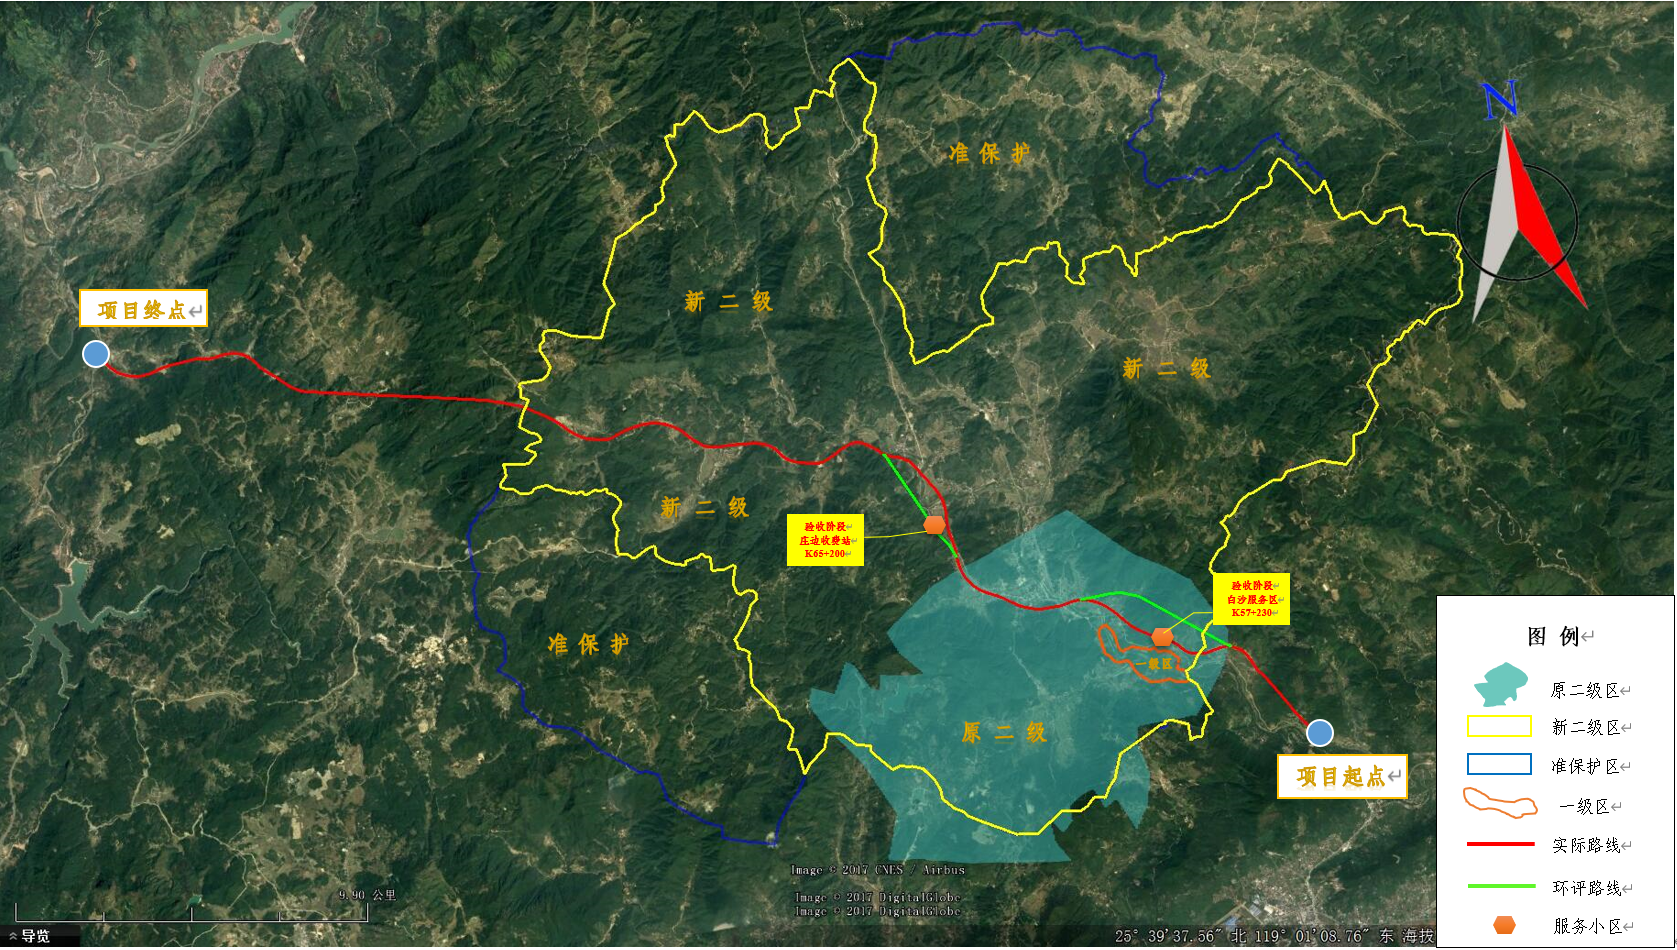 N
准保护
新二级
项目终点
新二级
新二级
验收阶段
庄边收费站
K65+200
验收阶段
白沙服务区
K57+230
准保护
一级区
原二级
项目起点
图 例
原二级区
新二级区
准保护区
一级区
实际路线
环评路线
服务小区
Image © 2017 CNES / Airbus
Image © 2017 DigitalGlobe
Image © 2017 DigitalGlobe
9.90 公里
导览
25° 39′37.56″ 北 119° 01′08.76″ 东 海拔